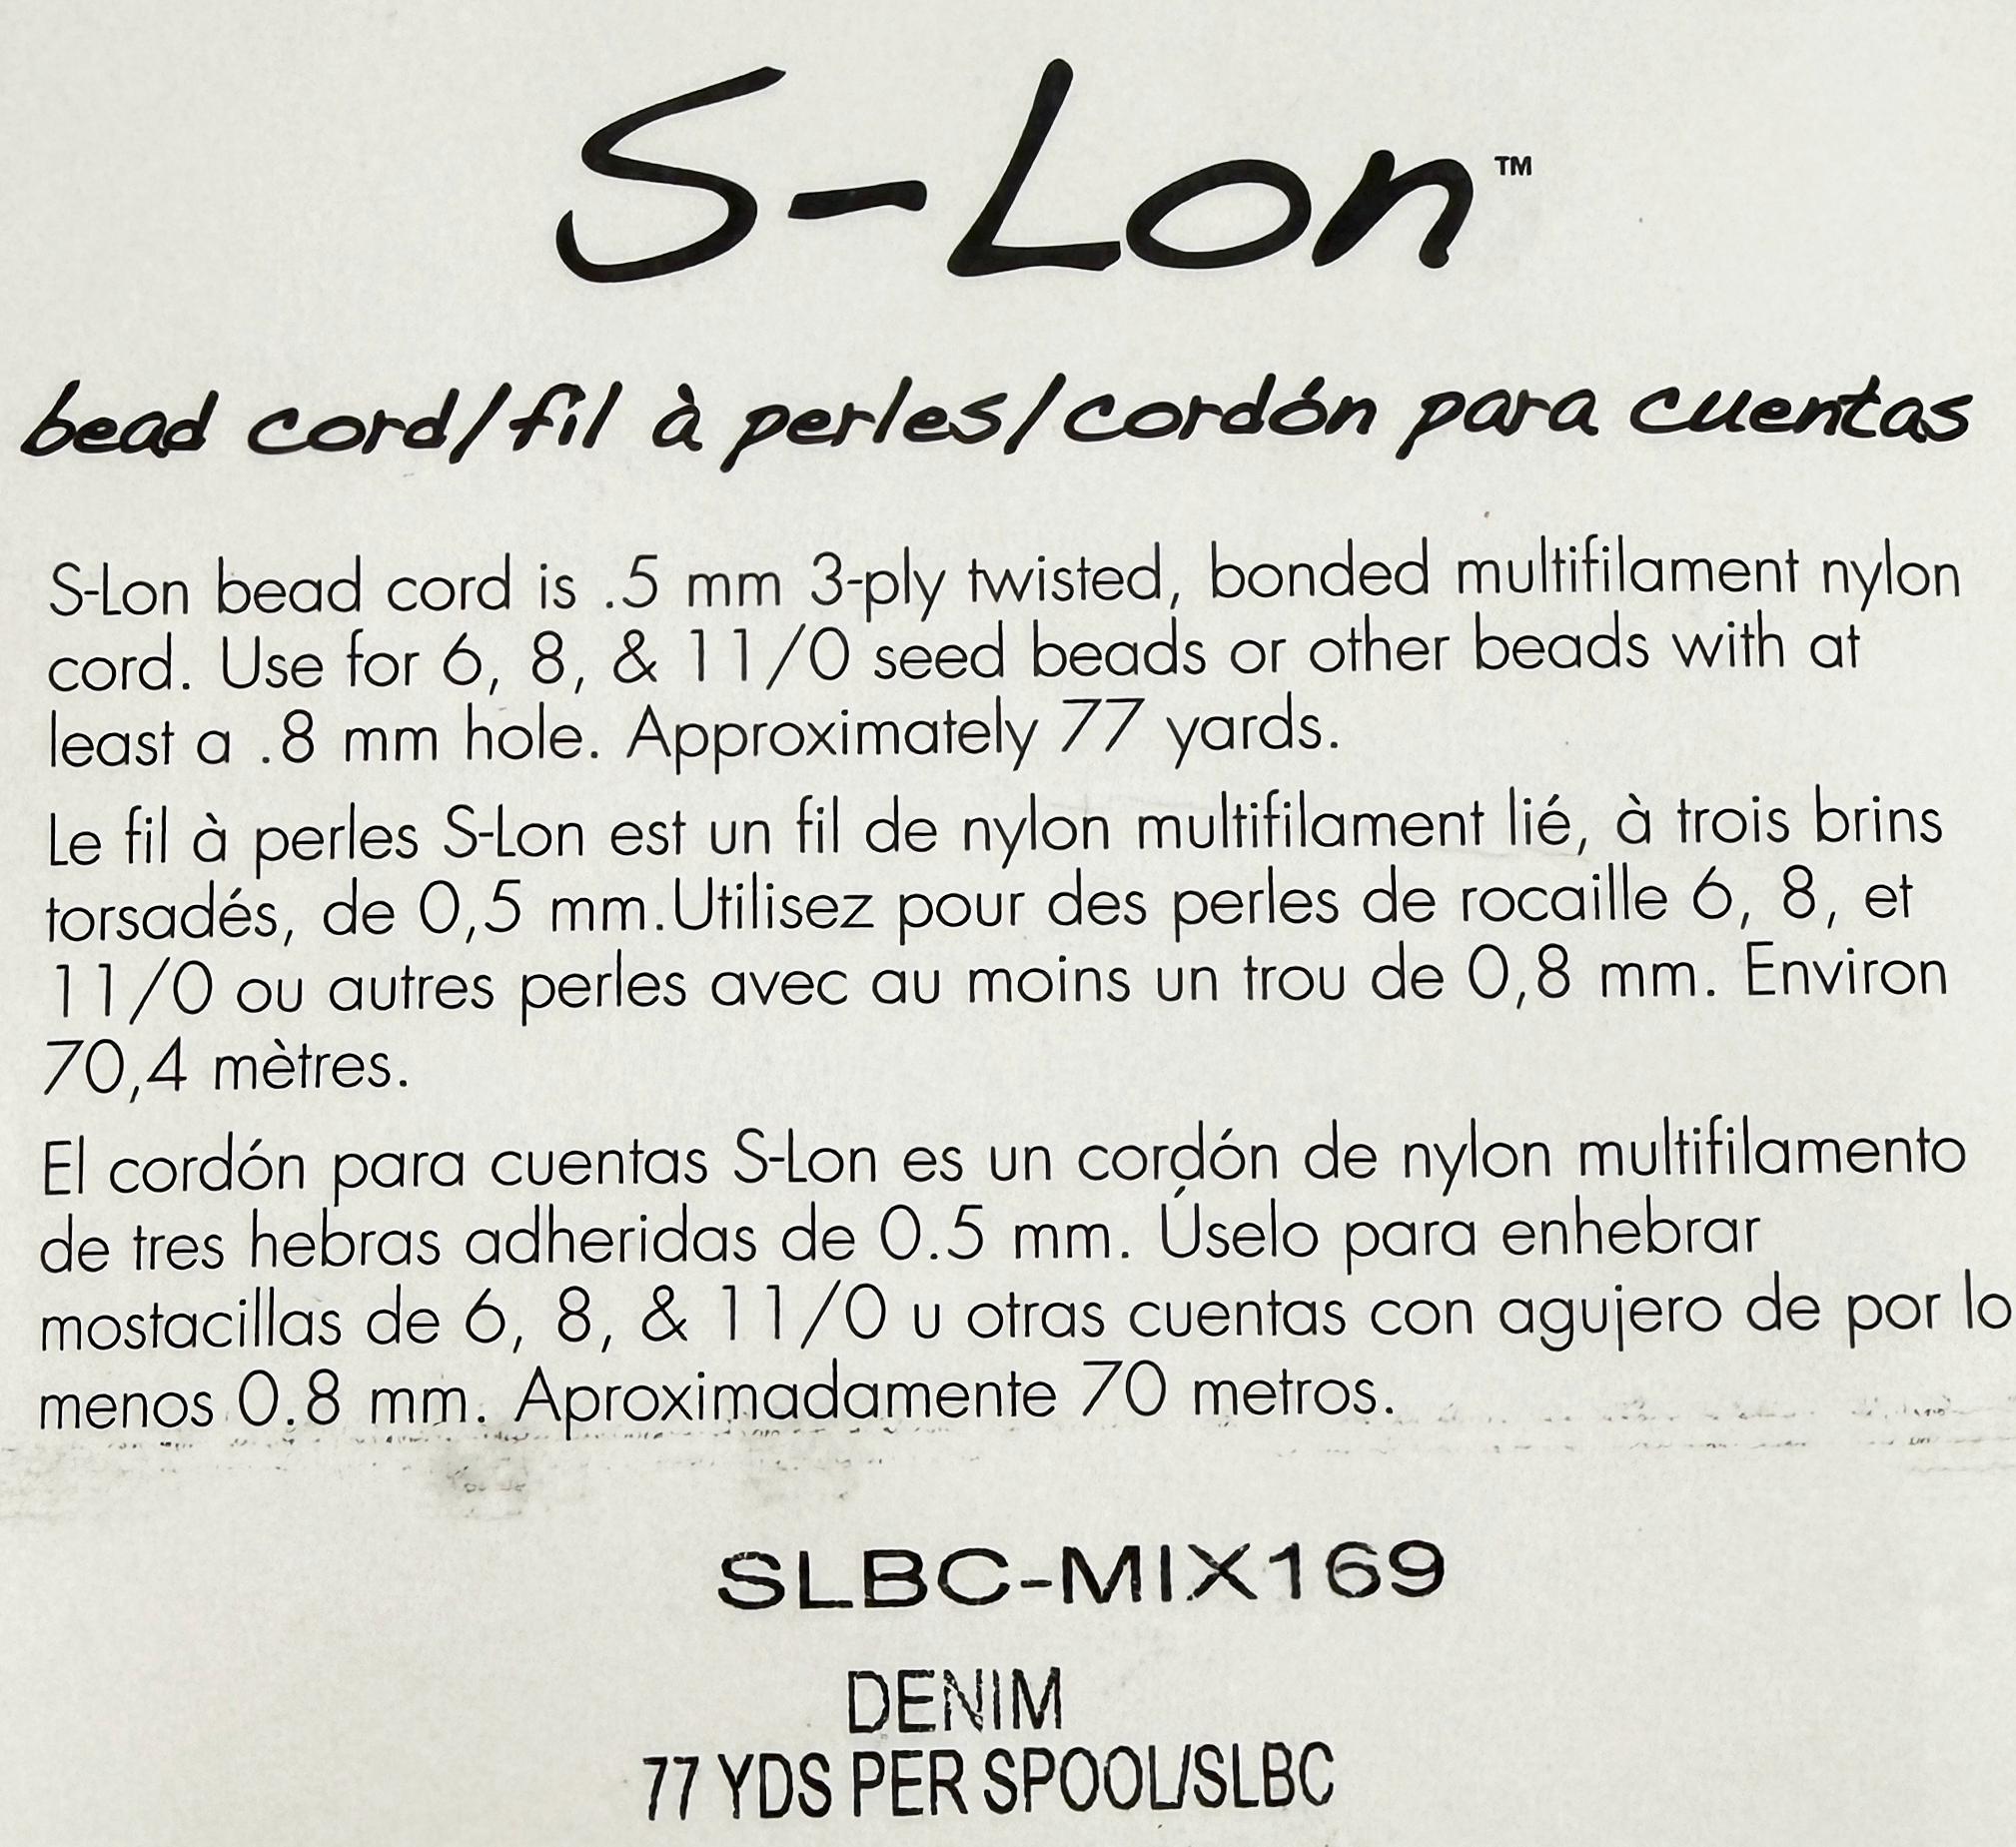 S-Lon™
bead cord/fil à perles/cordón para cuentas
S-Lon bead cord is .5 mm 3-ply twisted, bonded multifilament nylon
cord. Use for 6, 8, & 11/0 seed beads or other beads with at
least a .8 mm hole. Approximately 77 yards.
Le fil à perles S-Lon est un fil de nylon multifilament lié, à trois brins
torsadés, de 0,5 mm.Utilisez pour des perles de rocaille 6, 8, et
11/0 ou autres perles avec au moins un trou de 0,8 mm. Environ
70,4 mètres.
El cordón para cuentas S-Lon es un cordón de nylon multifilamento
de tres hebras adheridas de 0.5 mm. Úselo para enhebrar
mostacillas de 6, 8, & 11/0 u otras cuentas con agujero de por lo
menos 0.8 mm. Aproximadamente 70 metros.
SLBC-MIX169
DENIM
77 YDS PER SPOOL/SLBC